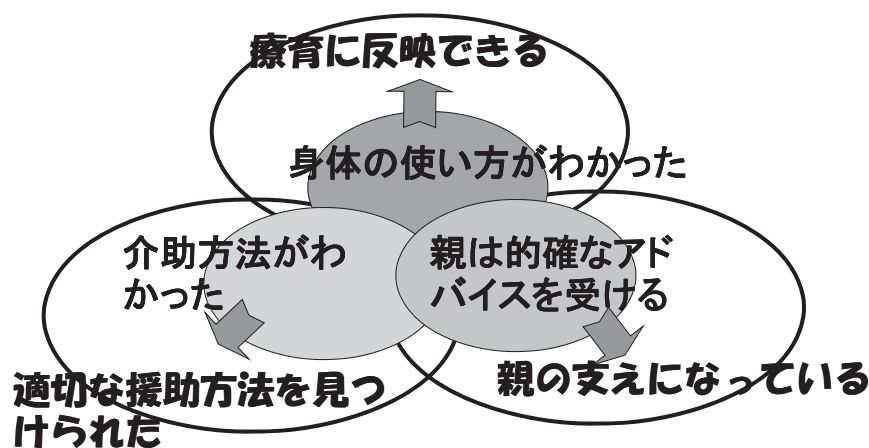 療育に反映できる
身体の使い方がわかった
介助方法がわ
かった
親は的確なアド
バイスを受ける
適切な援助方法を見つ
けられた
親の支えになっている